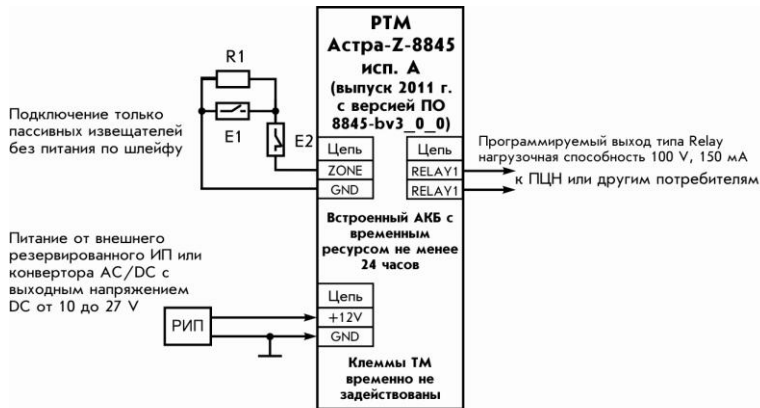 РТМ
Астра-Z-8845
исп. А
(выпуск 2011 г.
с версией ПО
8845-bv3_0_0)
R1
E1
E2
Подключение только
пассивных извещателей
без питания по шлейфу
Цепь
ZONE
GND
Цепь
RELAY1
RELAY1
Программируемый выход типа Relay
нагрузочная способность 100 V, 150 мА
к ПЦН или другим потребителям
Встроенный АКБ с
временным
ресурсом не менее
24 часов
Питание от внешнего
резервированного ИП или
конвертора AC/DC с
выходным напряжением
DC от 10 до 27 V
РИП
Цепь
+12V
GND
Клеммы ТМ
временно не
задействованы